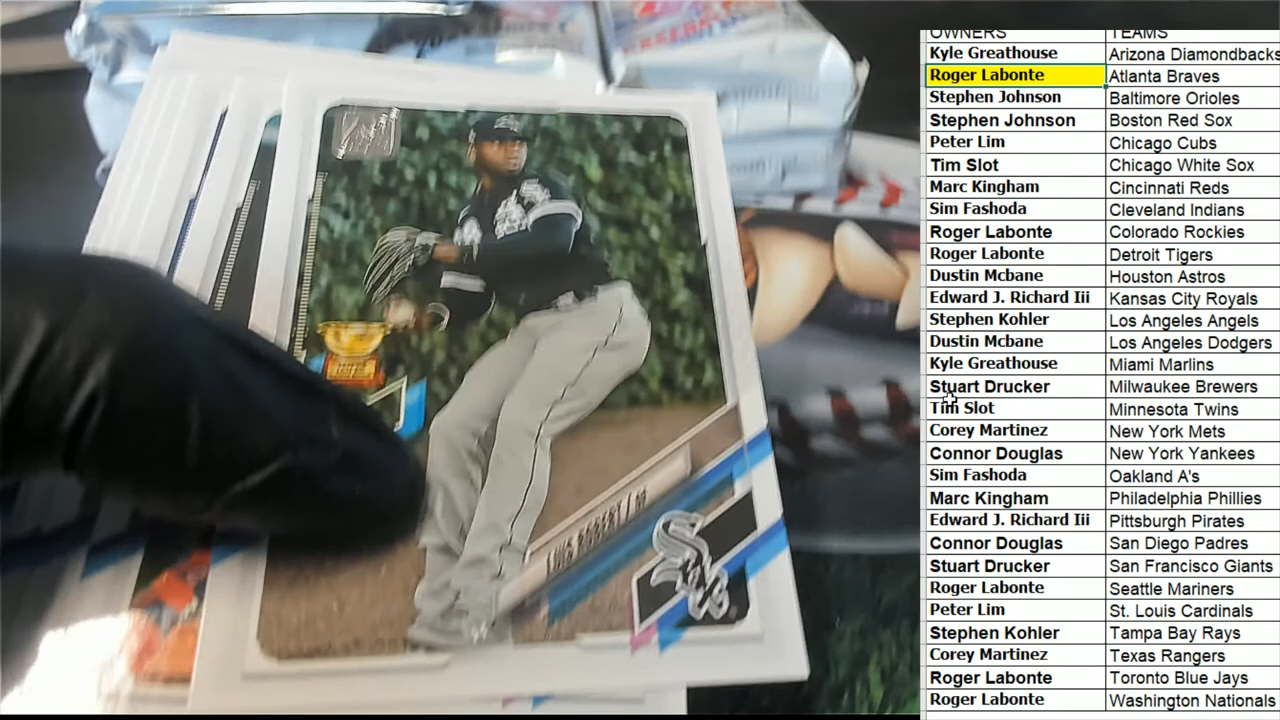 OWNERS TEAMS
Kyle Greathouse Arizona Diamondbacks
Roger Labonte Atlanta Braves
Stephen Johnson Baltimore Orioles
Stephen Johnson Boston Red Sox
Peter Lim Chicago Cubs
Tim Slot Chicago White Sox
Marc Kingham Cincinnati Reds
Sim Fashoda Cleveland Indians
Roger Labonte Colorado Rockies
Roger Labonte Detroit Tigers
Dustin Mcbane Houston Astros
Edward J. Richard Iii Kansas City Royals
Stephen Kohler Los Angeles Angels
Dustin Mcbane Los Angeles Dodgers
Kyle Greathouse Miami Marlins
Stuart Drucker Milwaukee Brewers
Tim Slot Minnesota Twins
Corey Martinez New York Mets
Connor Douglas New York Yankees
Sim Fashoda Oakland A's
Marc Kingham Philadelphia Phillies
Edward J. Richard Iii Pittsburgh Pirates
Connor Douglas San Diego Padres
Stuart Drucker San Francisco Giants
Roger Labonte Seattle Mariners
Peter Lim St. Louis Cardinals
Stephen Kohler Tampa Bay Rays
Corey Martinez Texas Rangers
Roger Labonte Toronto Blue Jays
Roger Labonte Washington Nationals
LUIS ROBERT / OF
Sox